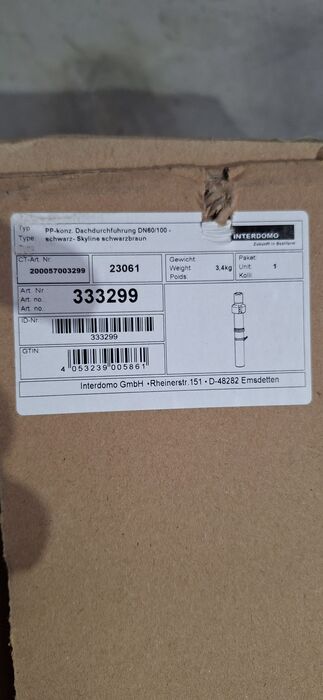 Typ PP-konz. Dachdurchführung DN60/100 -
Type: schwarz- Skyline schwarzbraun
INTERDOMO
CT-Art. Nr.
200057003299
23061
Gewicht
Weight 3,4kg
Poids
Paket
Unit 1
Kolli
Art. Nr
Art. no. 333299
Art. no.
ID-Nr.
333299
GTIN
4 053239 005861
Interdomo GmbH •Rheinerstr.151 • D-48282 Emsdetten